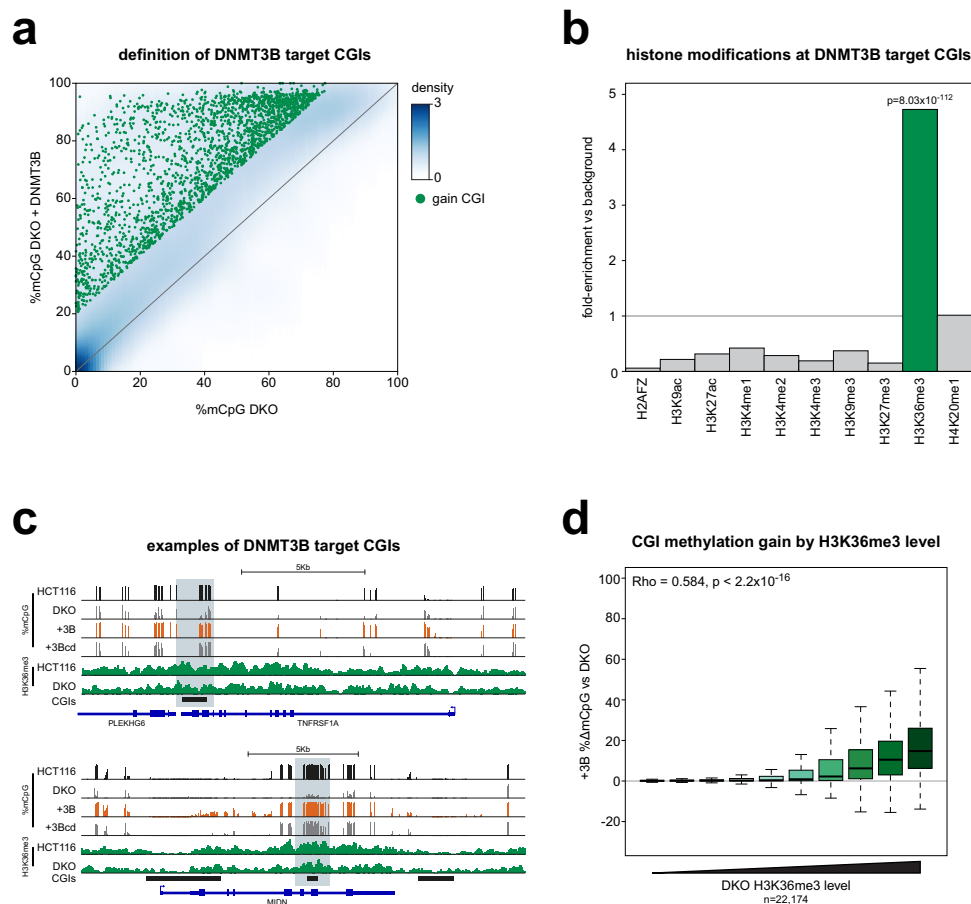 a
definition of DNMT3B target CGIs
100
80
60
40
20
0
%mCpG DKO + DNMT3B
0 20 40 60 80 100
%mCpG DKO
density
3
0
gain CGI
b
histone modifications at DNMT3B target CGIs
p=8.03x10-112
5
4
3
2
1
0
fold-enrichment vs background
H2AFZ
H3K9ac
H3K27ac
H3K4me1
H3K4me2
H3K4me3
H3K9me3
H3K27me3
H3K36me3
H4K20me1
c
examples of DNMT3B target CGIs
5Kb
%mCpG
HCT116
DKO
+3B
+3Bcd
H3K36me3
HCT116
DKO
CGIs
PLEKHG6 TNFRSF1A
5Kb
%mCpG
HCT116
DKO
+3B
+3Bcd
H3K36me3
HCT116
DKO
CGIs
MIDN
d
CGI methylation gain by H3K36me3 level
Rho = 0.584, p < 2.2x10-16
100
80
60
40
20
0
-20
+3B %ΔmCpG vs DKO
DKO H3K36me3 level
n=22,174